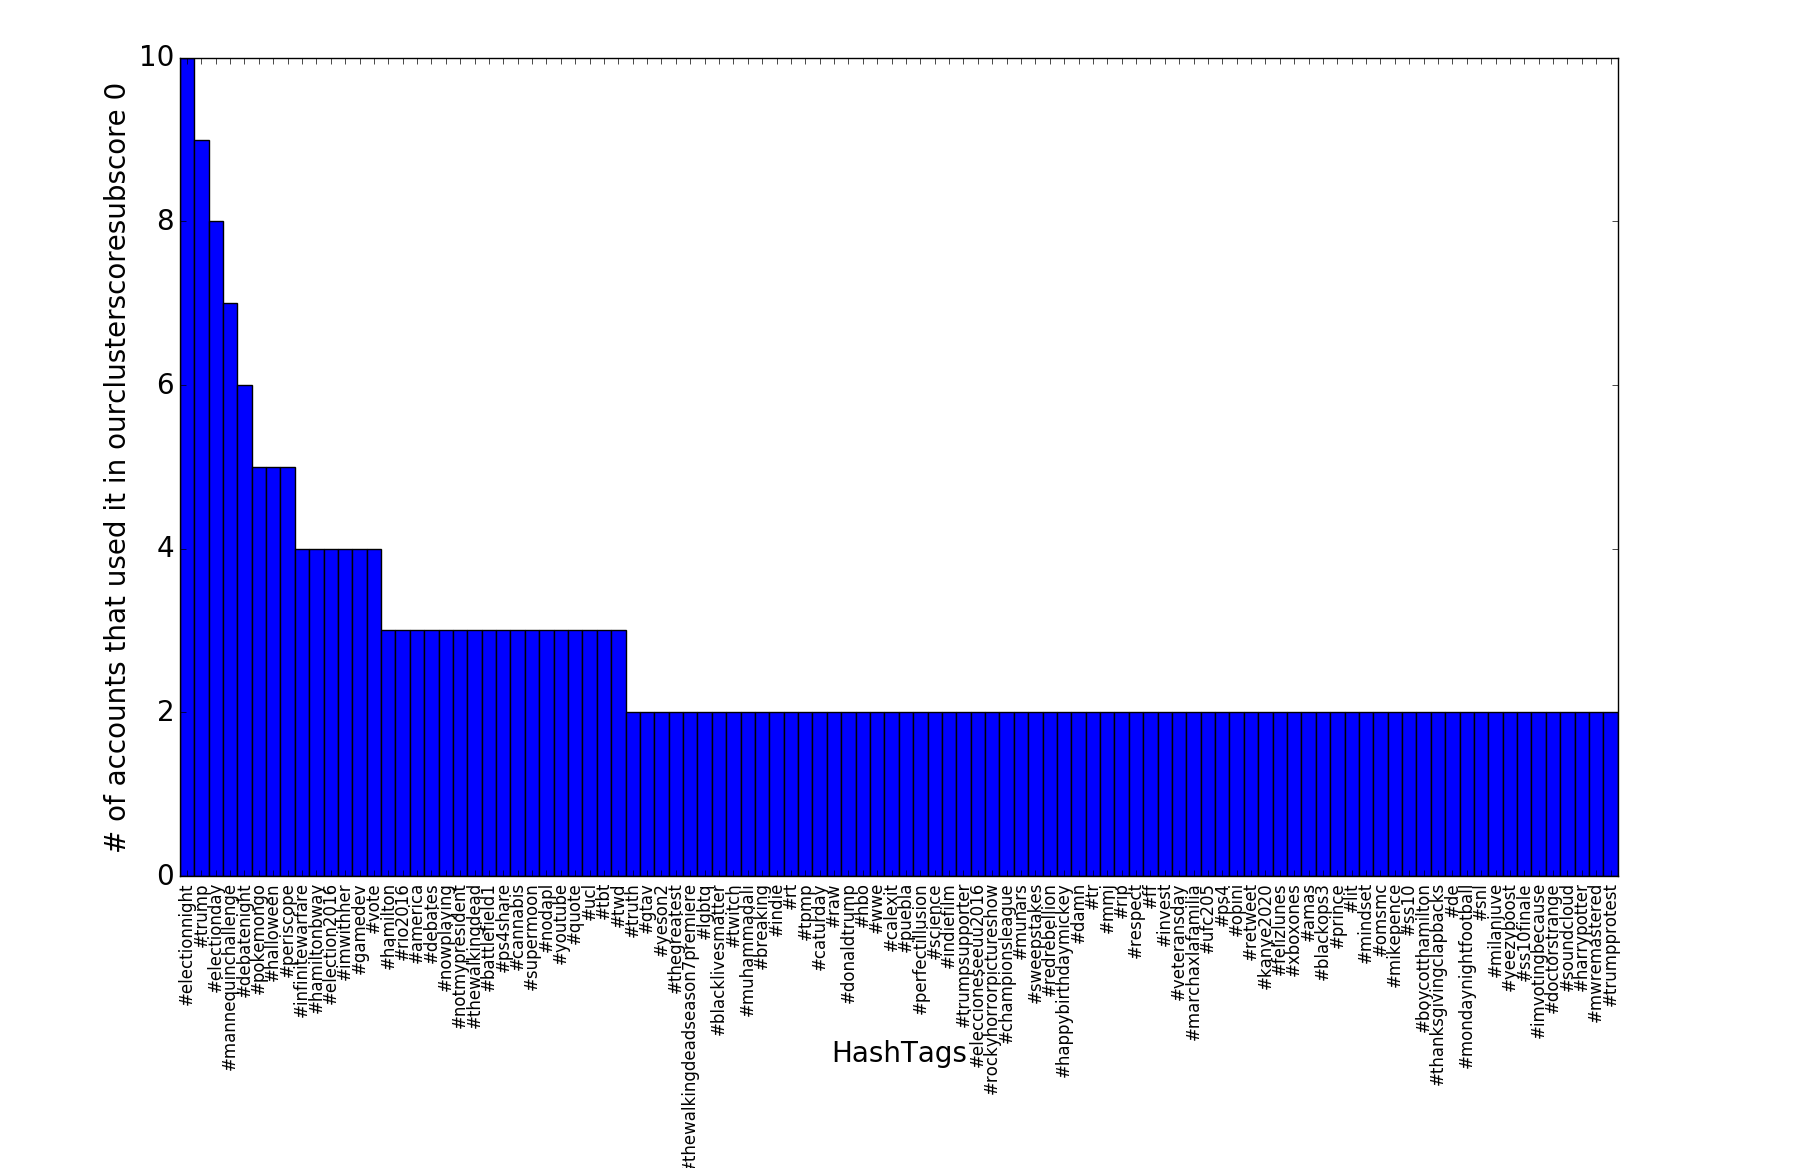 # of accounts that used it in ourclusterscoresubscore 0
10
8
6
4
2
0
#electionnight
#trump
#electionday
#mannequinchallenge
#debatenight
#pokemongo
#halloween
#periscope
#infinitewarfare
#hamiltonbway
#election2016
#imwithher
#gamedev
#vote
#hamilton
#rio2016
#america
#debates
#nowplaying
#notmypresident
#thewalkingdead
#battlefield1
#ps4share
#cannabis
#supermoon
#nodapl
#youtube
#quote
#ucl
#tbt
#twd
#truth
#gtav
#yeson2
#thegreatest
#thewalkingdeadseason7premiere
#lgbtq
#blacklivesmatter
#twitch
#muhammadali
#breaking
#indie
#rt
#tpmp
#caturday
#raw
#donaldtrump
#hbo
#wwe
#calexit
#puebla
#perfectillusion
#science
#indiefilm
#trumpsupporter
#eleccioneseeuu2016
#rockyhorrorpictureshow
#championsleague
#munars
#sweepstakes
#redrebellion
#happybirthdaymickey
#damn
#tr
#mmj
#rip
#respect
#ff
#invest
#veteransday
#marchaxlafamilia
#ufc205
#ps4
#opini
#retweet
#kanye2020
#felizlunes
#xboxones
#amas
#blackops3
#prince
#lit
#mindset
#omsmc
#mikepence
#ss10
#boycotthamilton
#thanksgivingclapbacks
#de
#mondaynightfootball
#snl
#milanjuve
#yeezyboost
#ss10finale
#imvotingbecause
#doctorstrange
#soundcloud
#harrypotter
#mwremastered
#trumpprotest
HashTags